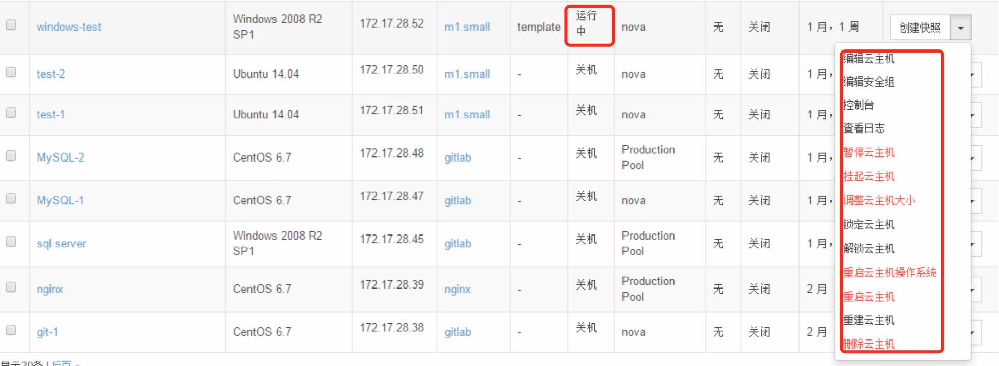 windows-test
Windows 2008 R2
SP1
172.17.28.52
m1.small
template
运行
中
nova
无
关闭
1 月，1 周
创建快照
test-2
Ubuntu 14.04
172.17.28.50
m1.small
-
关机
nova
无
关闭
1 月，
test-1
Ubuntu 14.04
172.17.28.51
m1.small
-
关机
nova
无
关闭
1 月，
MySQL-2
CentOS 6.7
172.17.28.48
gitlab
-
关机
Production
Pool
无
关闭
1 月，
MySQL-1
CentOS 6.7
172.17.28.47
gitlab
-
关机
nova
无
关闭
1 月，
sql server
Windows 2008 R2
SP1
172.17.28.45
gitlab
-
关机
Production
Pool
无
关闭
1 月，
nginx
CentOS 6.7
172.17.28.39
nginx
-
关机
Production
Pool
无
关闭
2 月
git-1
CentOS 6.7
172.17.28.38
gitlab
-
关机
nova
无
关闭
2 月
编辑云主机
编辑安全组
控制台
查看日志
暂停云主机
挂起云主机
调整云主机大小
锁定云主机
解锁云主机
重启云主机操作系统
重启云主机
重建云主机
删除云主机
显示20条 | 后页 »